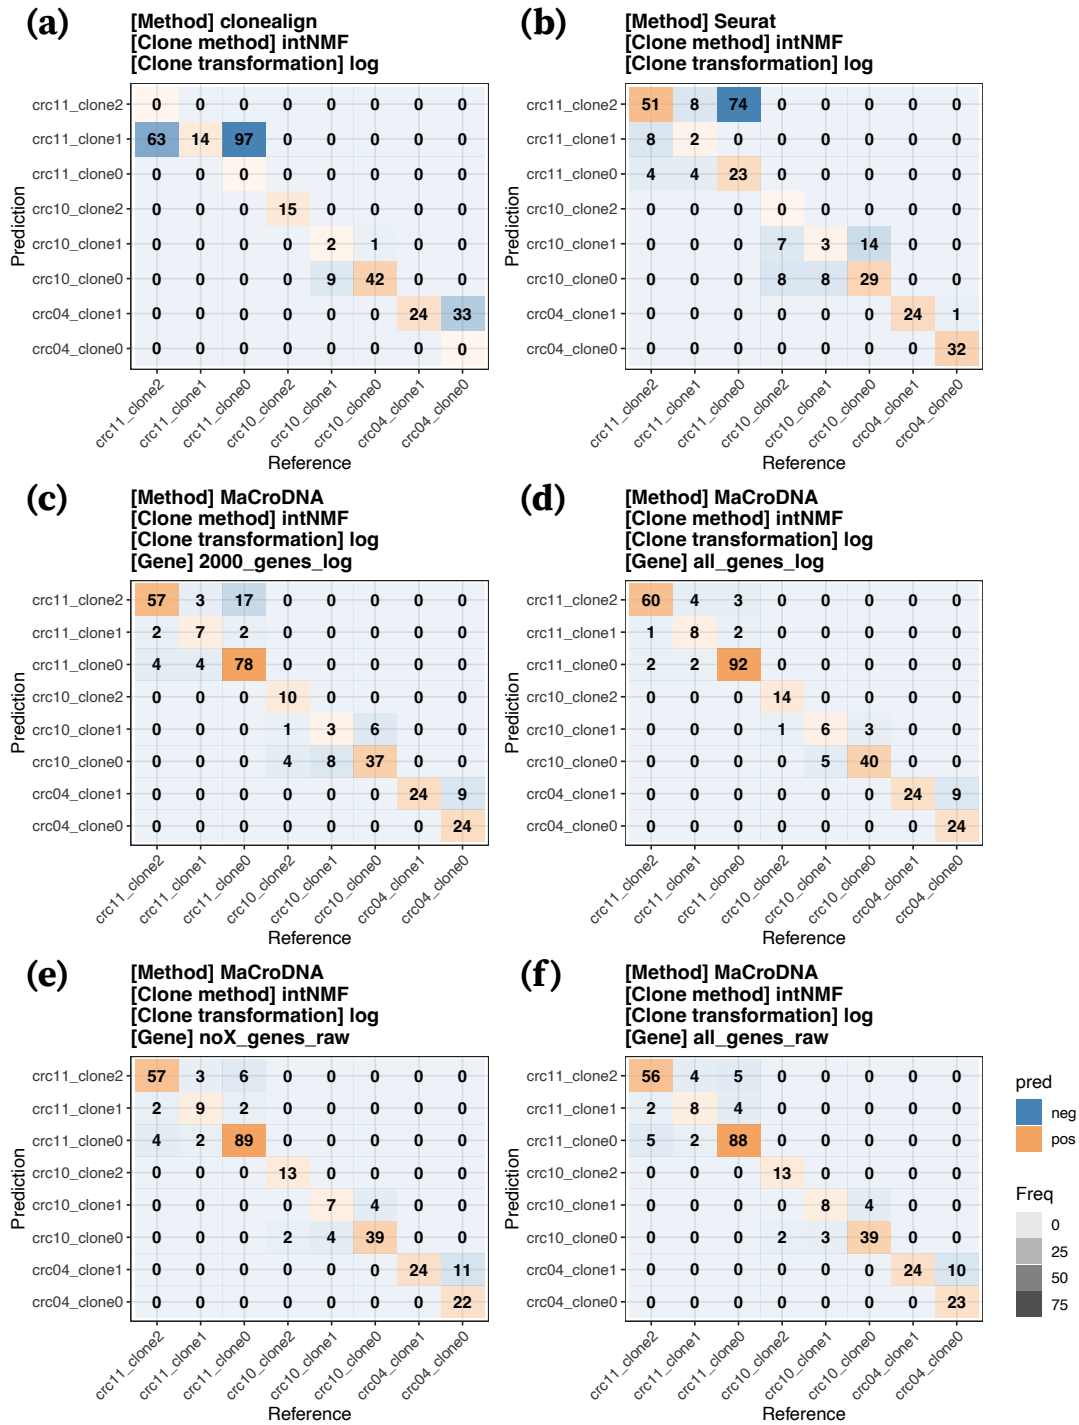 (a)
[Method] clonealign
[Clone method] intNMF
[Clone transformation] log
Prediction
crc11_clone2 0 0 0 0 0 0 0 0
crc11_clone1 63 14 97 0 0 0 0 0
crc11_clone0 0 0 0 0 0 0 0 0
crc10_clone2 0 0 0 15 0 0 0 0
crc10_clone1 0 0 0 0 2 1 0 0
crc10_clone0 0 0 0 0 9 42 0 0
crc04_clone1 0 0 0 0 0 0 24 33
crc04_clone0 0 0 0 0 0 0 0 0
crc11_clone2 crc11_clone1 crc11_clone0 crc10_clone2 crc10_clone1 crc10_clone0 crc04_clone1 crc04_clone0
Reference
(b)
[Method] Seurat
[Clone method] intNMF
[Clone transformation] log
Prediction
crc11_clone2 51 8 74 0 0 0 0 0
crc11_clone1 8 2 0 0 0 0 0 0
crc11_clone0 4 4 23 0 0 0 0 0
crc10_clone2 0 0 0 0 0 0 0 0
crc10_clone1 0 0 0 7 3 14 0 0
crc10_clone0 0 0 0 8 8 29 0 0
crc04_clone1 0 0 0 0 0 0 24 1
crc04_clone0 0 0 0 0 0 0 0 32
crc11_clone2 crc11_clone1 crc11_clone0 crc10_clone2 crc10_clone1 crc10_clone0 crc04_clone1 crc04_clone0
Reference
(c)
[Method] MaCroDNA
[Clone method] intNMF
[Clone transformation] log
[Gene] 2000_genes_log
Prediction
crc11_clone2 57 3 17 0 0 0 0 0
crc11_clone1 2 7 2 0 0 0 0 0
crc11_clone0 4 4 78 0 0 0 0 0
crc10_clone2 0 0 0 10 0 0 0 0
crc10_clone1 0 0 0 1 3 6 0 0
crc10_clone0 0 0 0 4 8 37 0 0
crc04_clone1 0 0 0 0 0 0 24 9
crc04_clone0 0 0 0 0 0 0 0 24
crc11_clone2 crc11_clone1 crc11_clone0 crc10_clone2 crc10_clone1 crc10_clone0 crc04_clone1 crc04_clone0
Reference
(d)
[Method] MaCroDNA
[Clone method] intNMF
[Clone transformation] log
[Gene] all_genes_log
Prediction
crc11_clone2 60 4 3 0 0 0 0 0
crc11_clone1 1 8 2 0 0 0 0 0
crc11_clone0 2 2 92 0 0 0 0 0
crc10_clone2 0 0 0 14 0 0 0 0
crc10_clone1 0 0 0 1 6 3 0 0
crc10_clone0 0 0 0 0 5 40 0 0
crc04_clone1 0 0 0 0 0 0 24 9
crc04_clone0 0 0 0 0 0 0 0 24
crc11_clone2 crc11_clone1 crc11_clone0 crc10_clone2 crc10_clone1 crc10_clone0 crc04_clone1 crc04_clone0
Reference
(e)
[Method] MaCroDNA
[Clone method] intNMF
[Clone transformation] log
[Gene] noX_genes_raw
Prediction
crc11_clone2 57 3 6 0 0 0 0 0
crc11_clone1 2 9 2 0 0 0 0 0
crc11_clone0 4 2 89 0 0 0 0 0
crc10_clone2 0 0 0 13 0 0 0 0
crc10_clone1 0 0 0 0 7 4 0 0
crc10_clone0 0 0 0 2 4 39 0 0
crc04_clone1 0 0 0 0 0 0 24 11
crc04_clone0 0 0 0 0 0 0 0 22
crc11_clone2 crc11_clone1 crc11_clone0 crc10_clone2 crc10_clone1 crc10_clone0 crc04_clone1 crc04_clone0
Reference
(f)
[Method] MaCroDNA
[Clone method] intNMF
[Clone transformation] log
[Gene] all_genes_raw
Prediction
crc11_clone2 56 4 5 0 0 0 0 0
crc11_clone1 2 8 4 0 0 0 0 0
crc11_clone0 5 2 88 0 0 0 0 0
crc10_clone2 0 0 0 13 0 0 0 0
crc10_clone1 0 0 0 0 8 4 0 0
crc10_clone0 0 0 0 2 3 39 0 0
crc04_clone1 0 0 0 0 0 0 24 10
crc04_clone0 0 0 0 0 0 0 0 23
crc11_clone2 crc11_clone1 crc11_clone0 crc10_clone2 crc10_clone1 crc10_clone0 crc04_clone1 crc04_clone0
Reference
pred
neg
pos
Freq
0
25
50
75